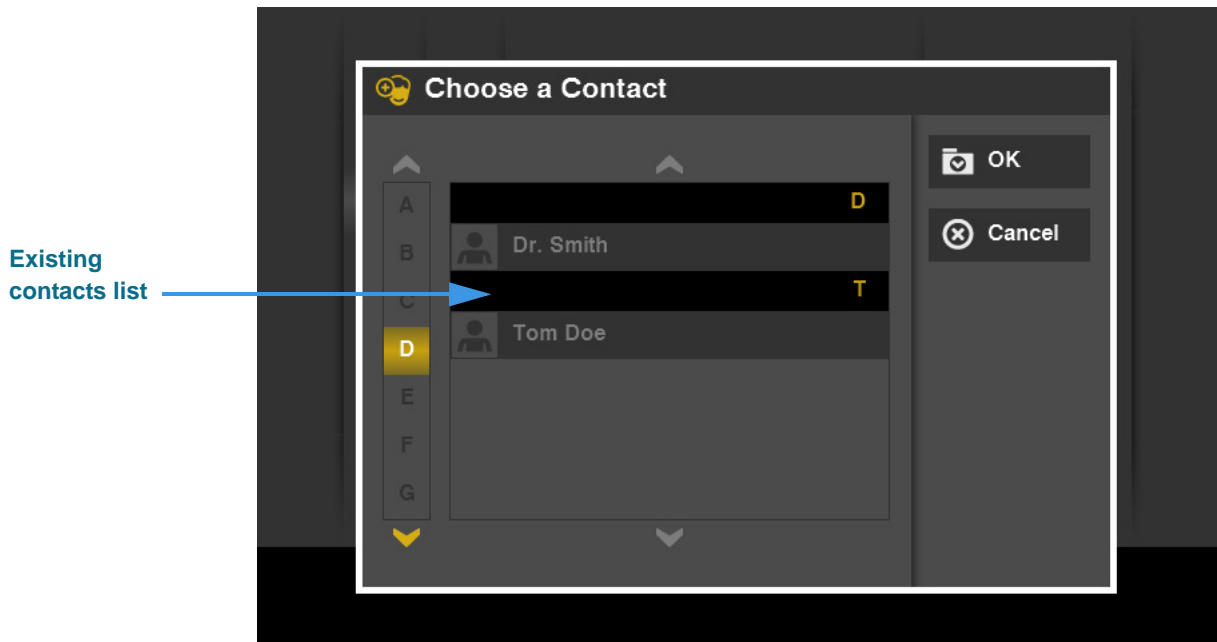 Choose a Contact
OK
Cancel
A
B
C
D
E
F
G
D
Dr. Smith
T
Tom Doe
Existing
contacts list